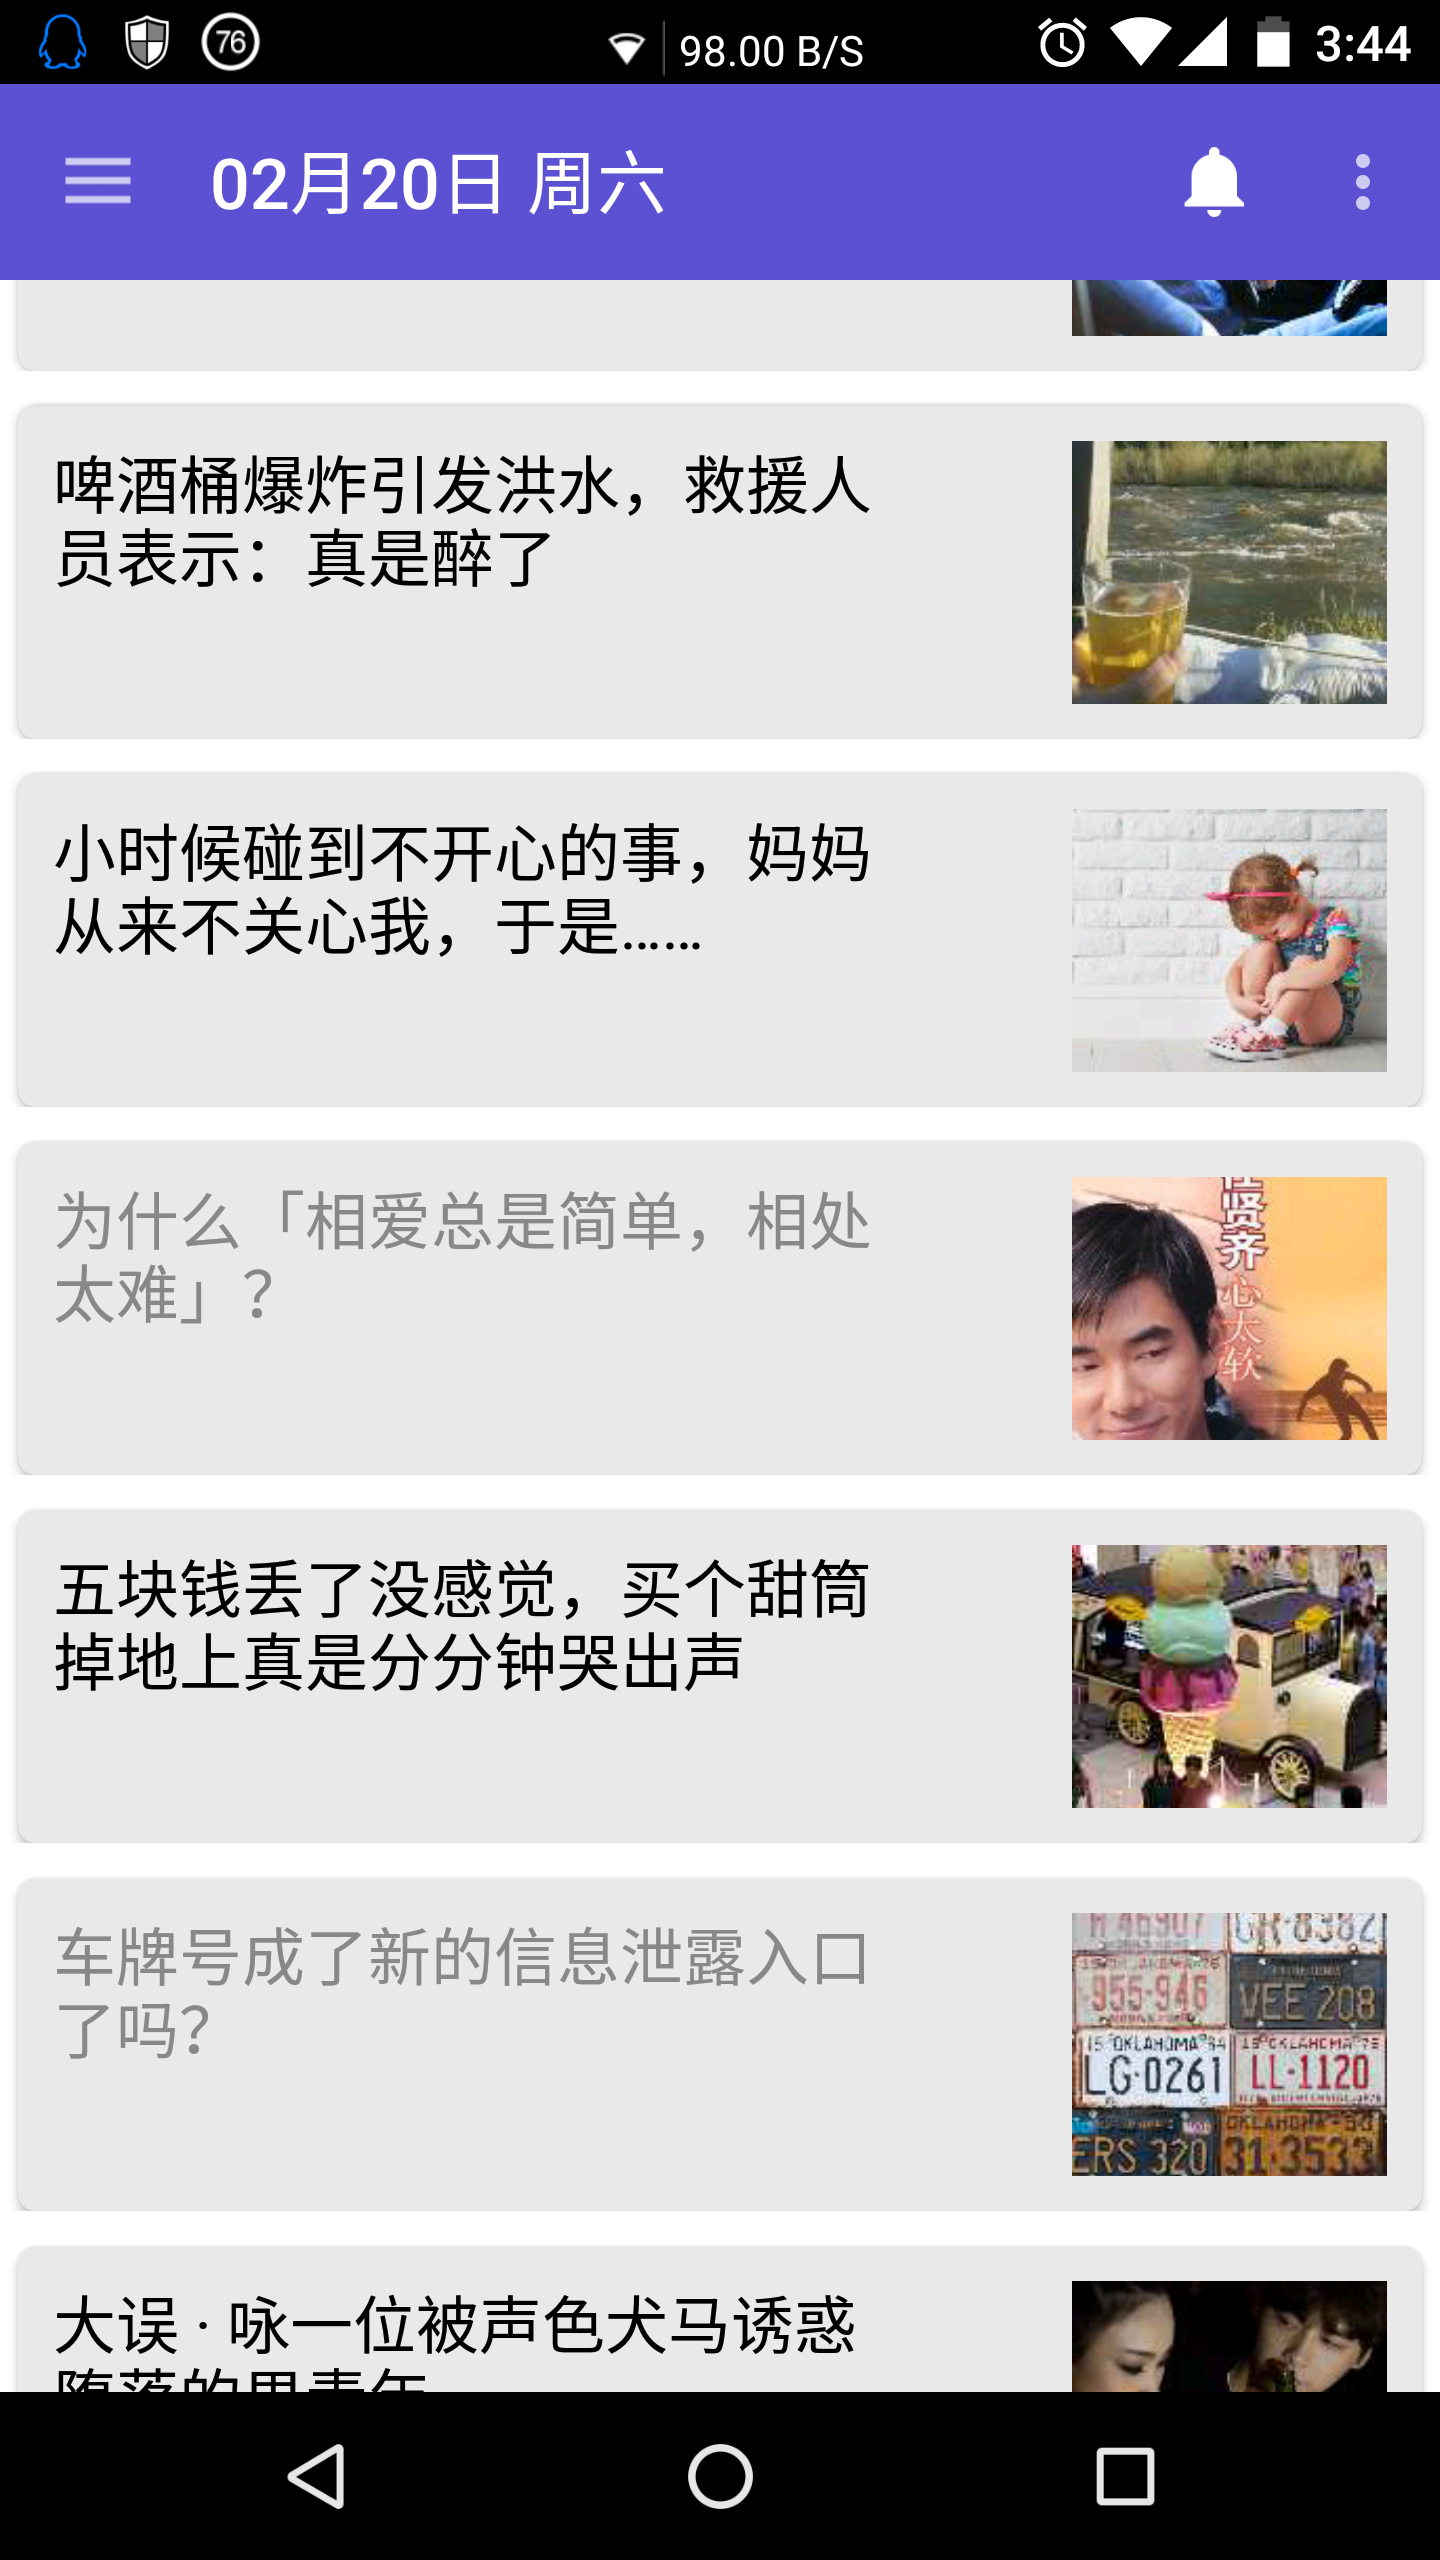 76
98.00 B/S
3:44
02月20日 周六
啤酒桶爆炸引发洪水，救援人
员表示：真是醉了
小时候碰到不开心的事，妈妈
从来不关心我，于是……
为什么「相爱总是简单，相处
太难」？
贤齐
心太软
五块钱丢了没感觉，买个甜筒
掉地上真是分分钟哭出声
车牌号成了新的信息泄露入口
了吗？
955-946
VEE 208
OKLAHOMA
LG-0261
LL-1120
ERS 320
31-3533
大误 · 咏一位被声色犬马诱惑
堕落的男青年